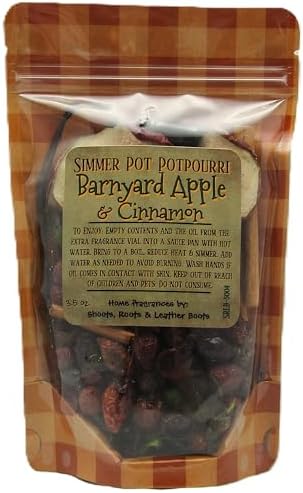 SIMMER POT POTPOURRI
Barnyard Apple
& Cinnamon
TO ENJOY: EMPTY CONTENTS AND THE OIL FROM THE
EXTRA FRAGRANCE VIAL INTO A SAUCE PAN WITH HOT
WATER. BRING TO A BOIL, REDUCE HEAT & SIMMER. ADD
WATER AS NEEDED TO AVOID BURNING. WASH HANDS IF
OIL COMES IN CONTACT WITH SKIN. KEEP OUT OF REACH
OF CHILDREN AND PETS. DO NOT CONSUME.
3.5 oz.
Home Fragrances by:
Shoots, Roots & Leather Boots